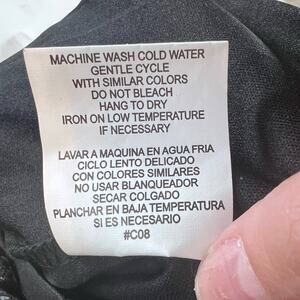 MACHINE WASH COLD WATER
GENTLE CYCLE
WITH SIMILAR COLORS
DO NOT BLEACH
HANG TO DRY
IRON ON LOW TEMPERATURE
IF NECESSARY
LAVAR A MAQUINA EN AGUA FRIA
CICLO LENTO DELICADO
CON COLORES SIMILARES
NO USAR BLANQUEADOR
SECAR COLGADO
PLANCHAR EN BAJA TEMPERATURA
SI ES NECESARIO
#C08